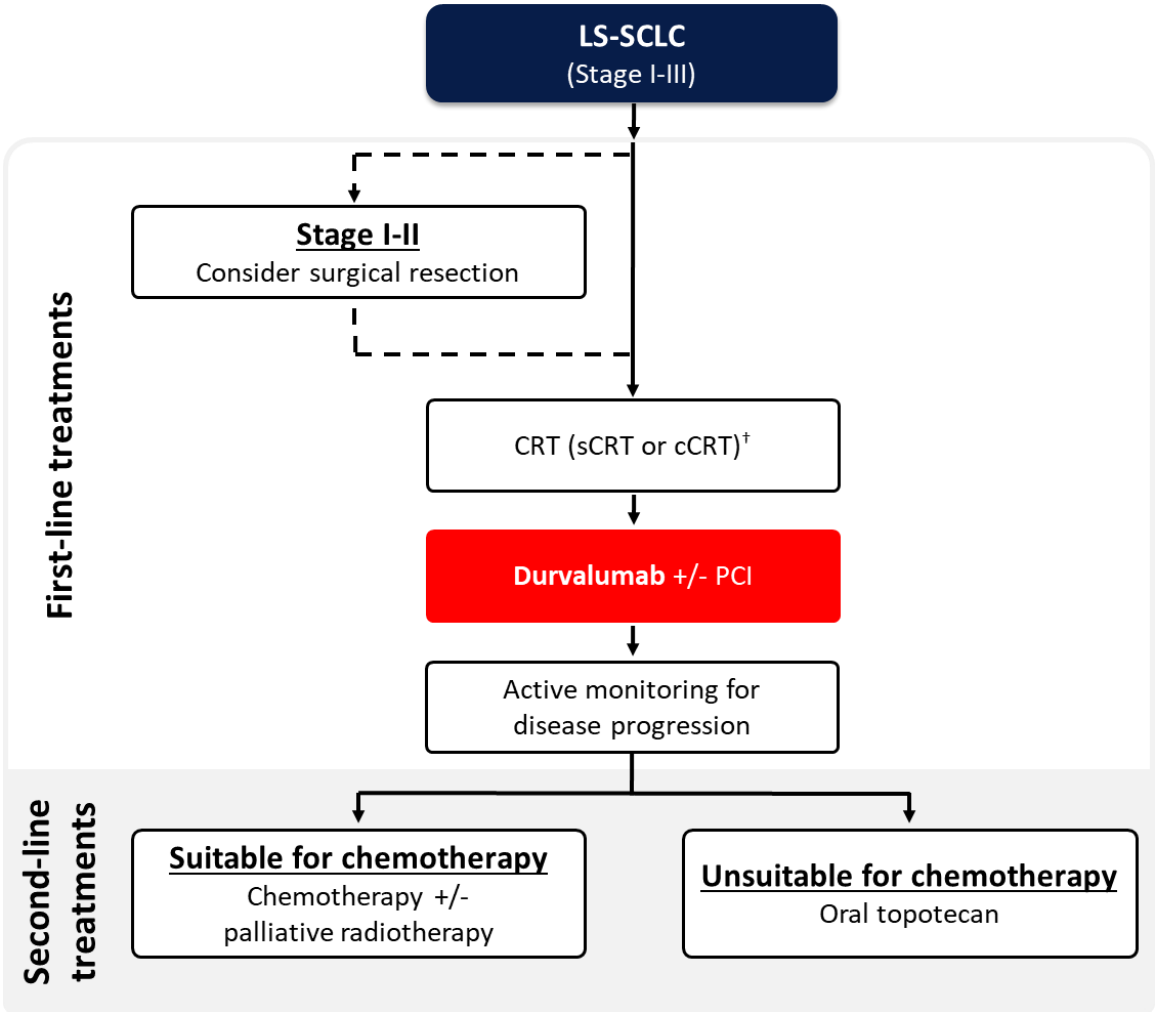 LS-SCLC
(Stage I-III)
First-line treatments
Stage I-II
Consider surgical resection
CRT (sCRT or cCRT)†
Durvalumab +/- PCI
Active monitoring for
disease progression
Second-line
treatments
Suitable for chemotherapy
Chemotherapy +/-
palliative radiotherapy
Unsuitable for chemotherapy
Oral topotecan